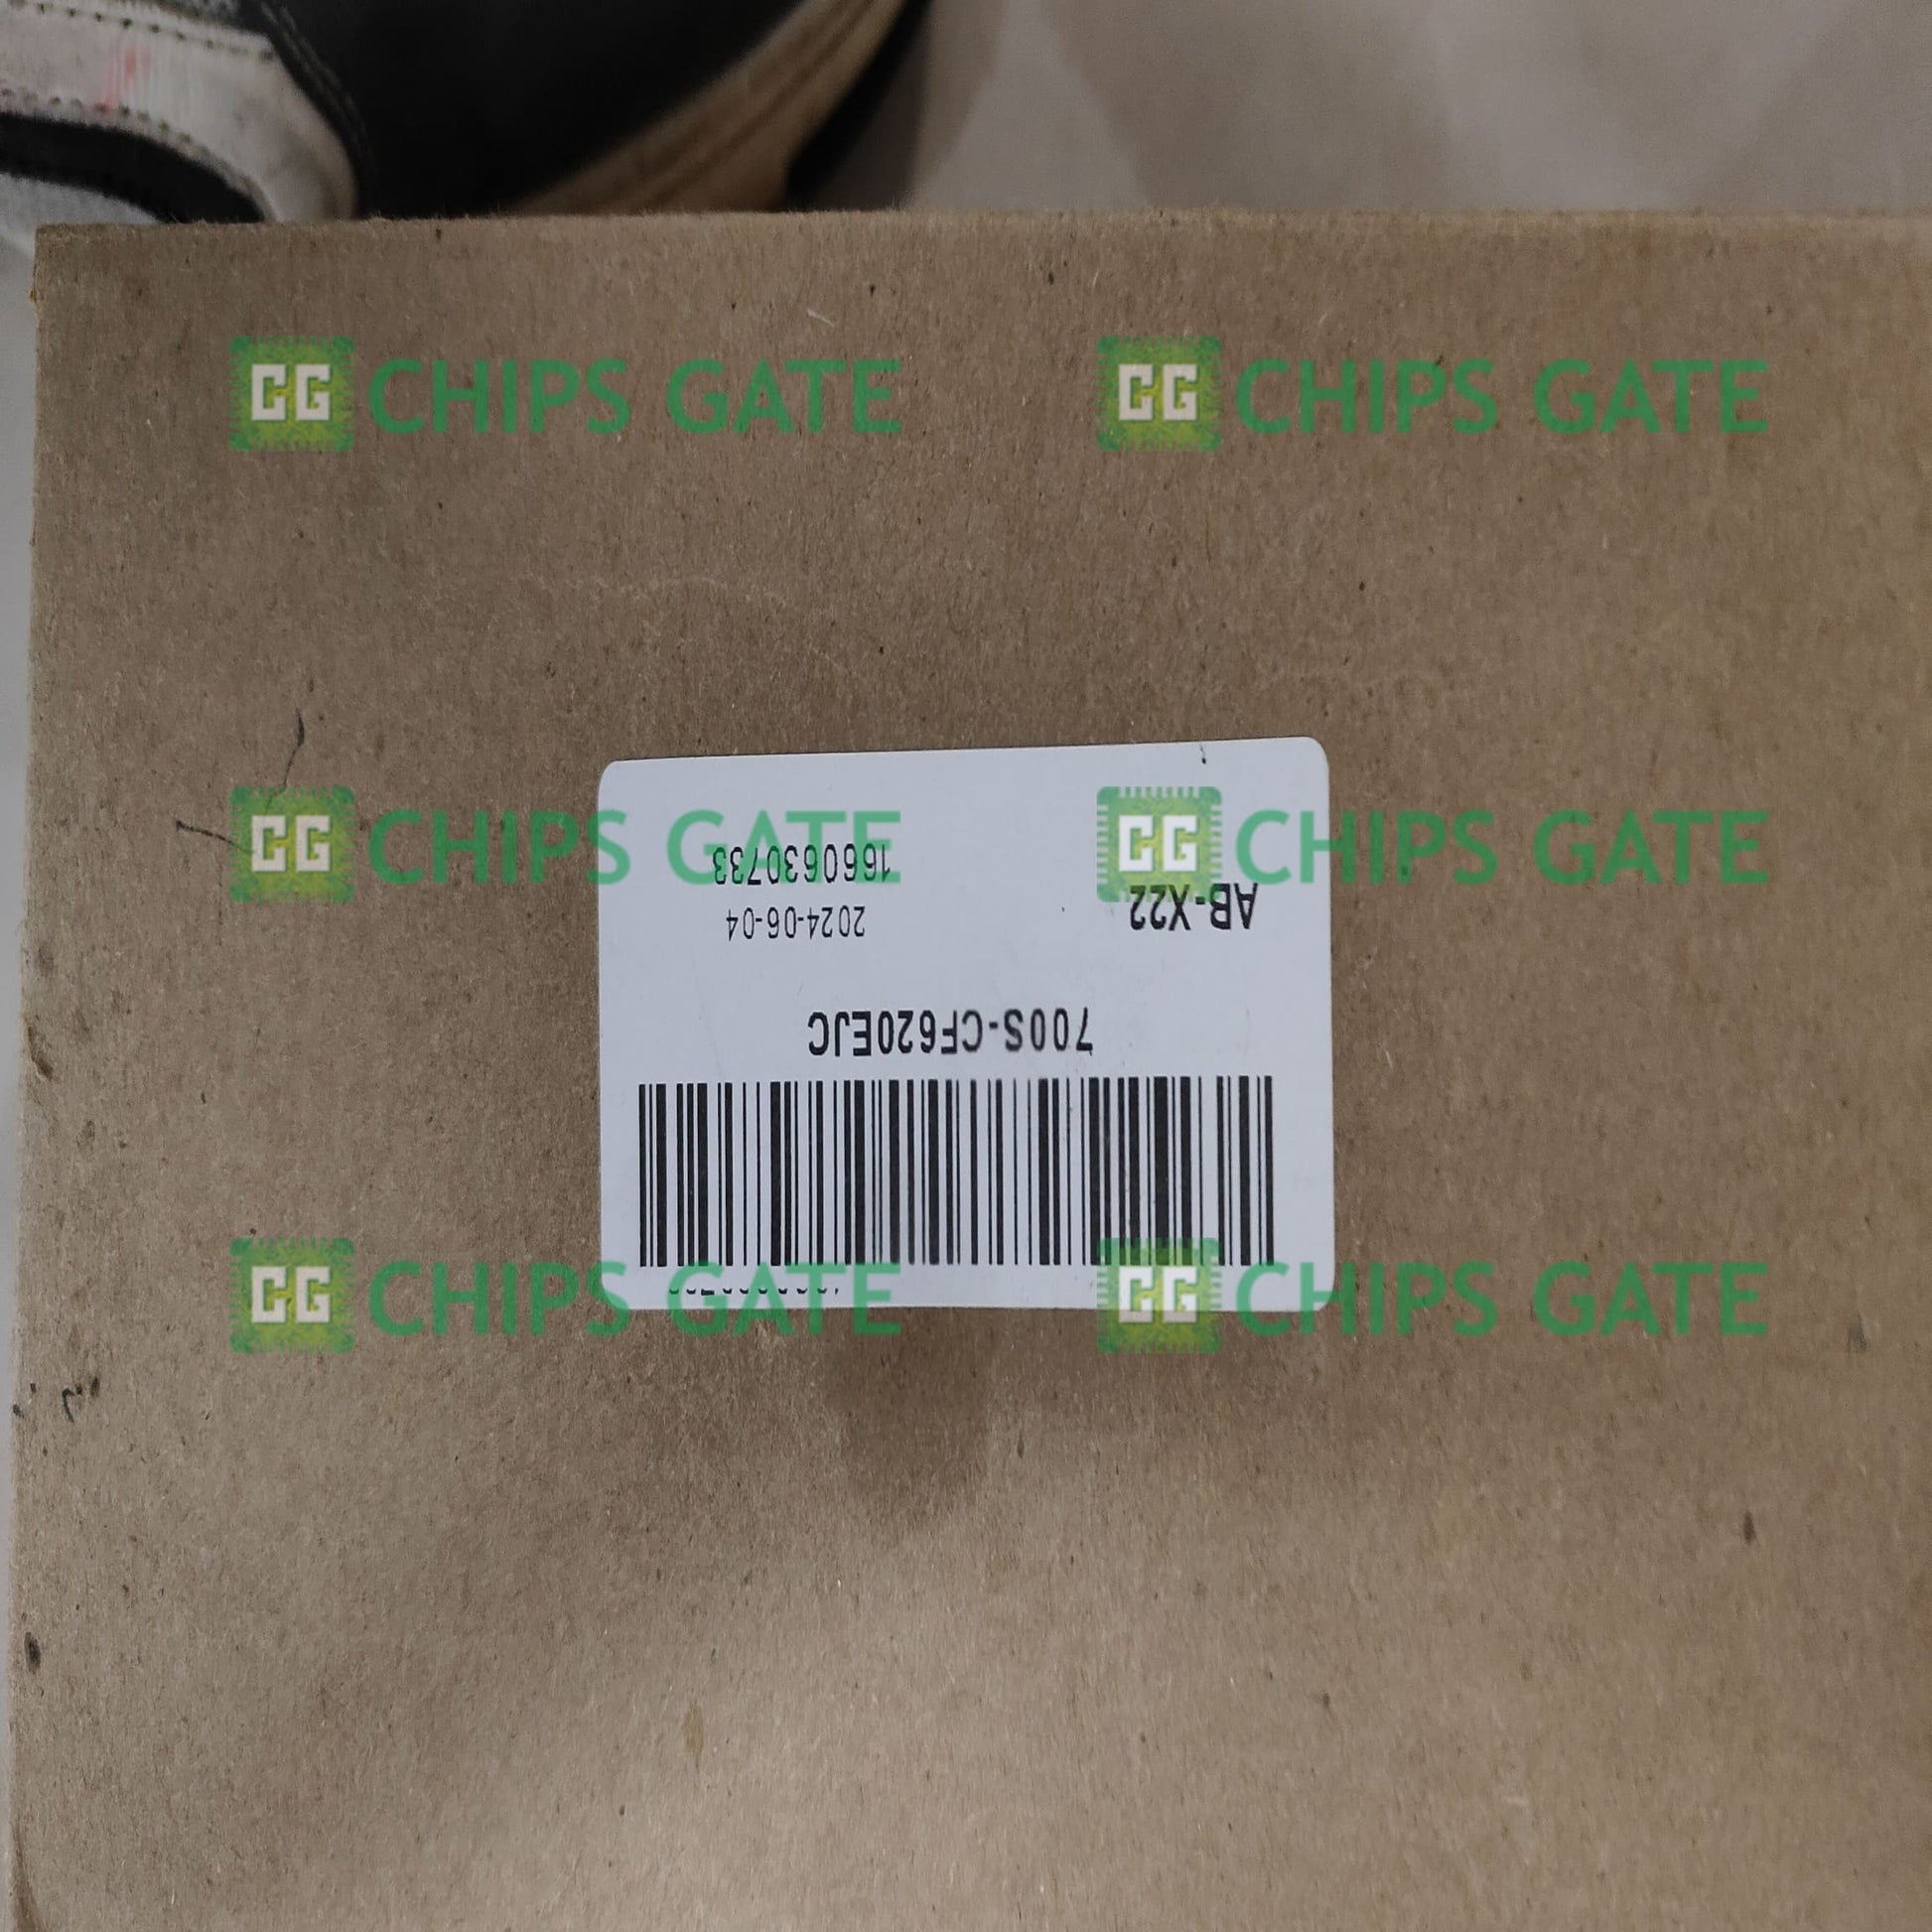 CG CHIPS GATE
CG CHIPS GATE
CG CHIPS GATE
CG CHIPS GATE
700S-CF620EJC
AB-X22
2024-06-04
1660630733
CG CHIPS GATE
CG CHIPS GATE